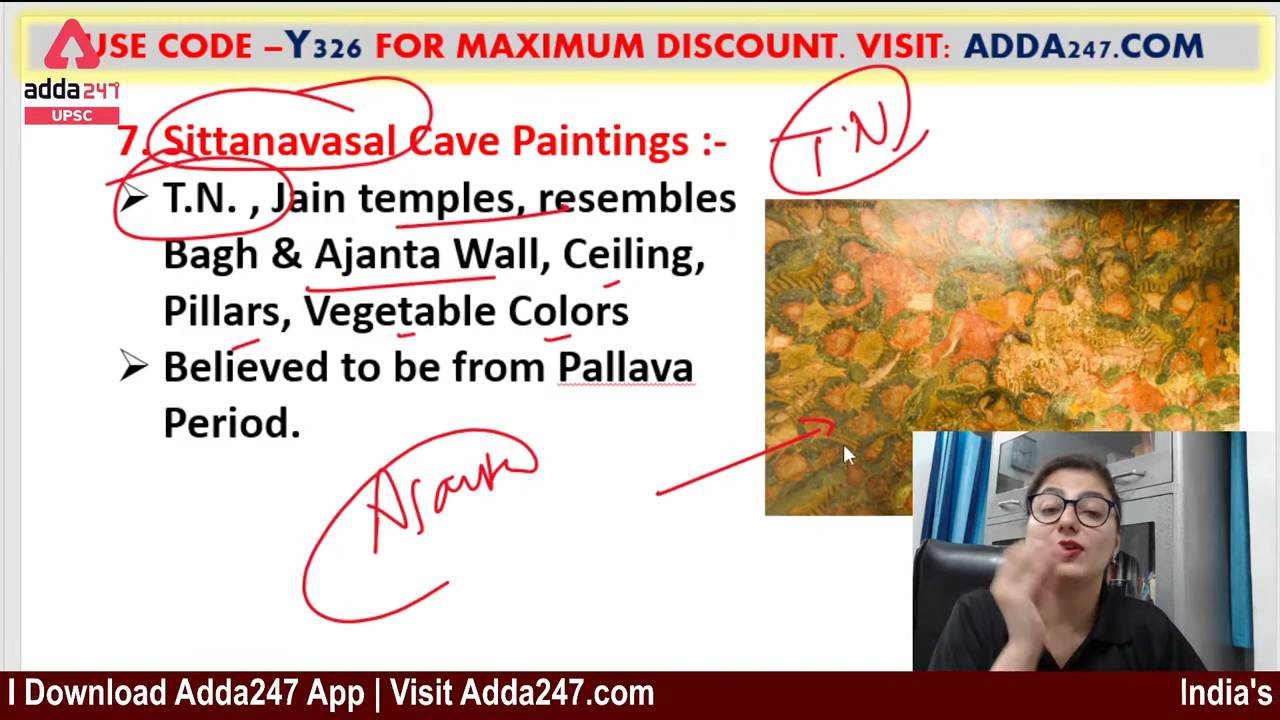 USE CODE –Y326 FOR MAXIMUM DISCOUNT. VISIT: ADDA247.COM
adda247
UPSC
7. Sittanavasal Cave Paintings :-
T.N,
➢ T.N. , Jain temples, resembles
Bagh & Ajanta Wall, Ceiling,
Pillars, Vegetable Colors
➢ Believed to be from Pallava
Period.
Ajanta
I Download Adda247 App | Visit Adda247.com
India's